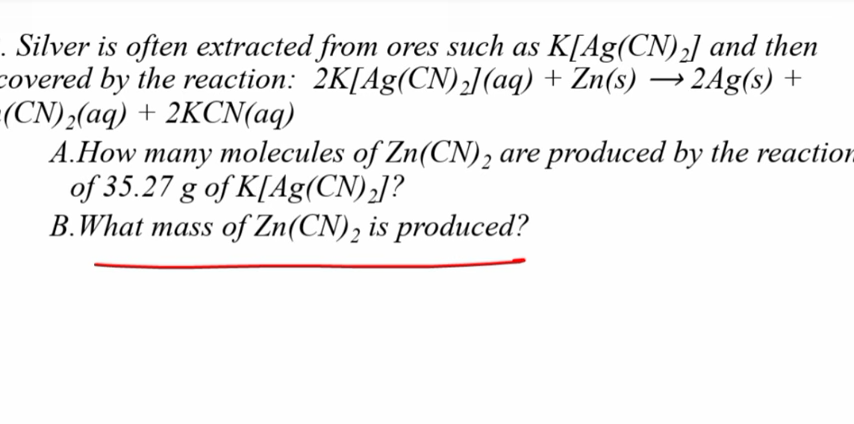 . Silver is often extracted from ores such as K[Ag(CN)₂] and then
covered by the reaction: 2K[Ag(CN)₂](aq) + Zn(s) → 2Ag(s) +
(CN)₂(aq) + 2KCN(aq)
A.How many molecules of Zn(CN)₂ are produced by the reaction
of 35.27 g of K[Ag(CN)₂]?
B.What mass of Zn(CN)₂ is produced?